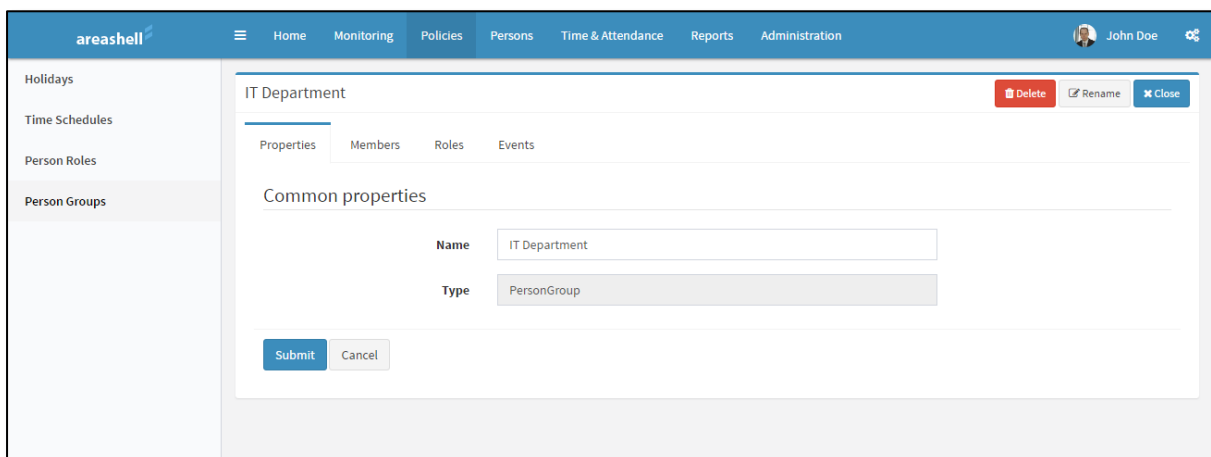 areashell Home Monitoring Policies Persons Time & Attendance Reports Administration John Doe
Holidays
Time Schedules
Person Roles
Person Groups
IT Department Delete Rename Close
Properties Members Roles Events
Common properties
Name IT Department
Type PersonGroup
Submit Cancel